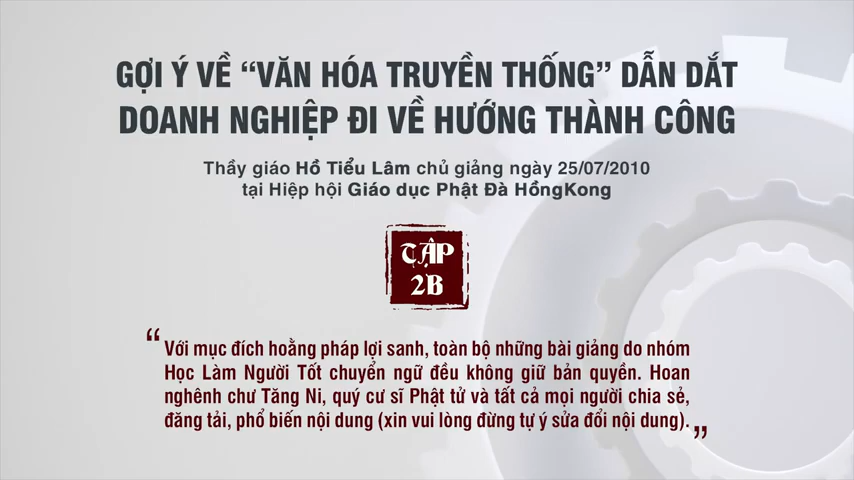 GỢI Ý VỀ “VĂN HÓA TRUYỀN THỐNG” DẪN DẮT
DOANH NGHIỆP ĐI VỀ HƯỚNG THÀNH CÔNG
Thầy giáo Hồ Tiểu Lâm chủ giảng ngày 25/07/2010
tại Hiệp hội Giáo dục Phật Đà HồngKong
TẬP
2B
“Với mục đích hoằng pháp lợi sanh, toàn bộ những bài giảng do nhóm
Học Làm Người Tốt chuyển ngữ đều không giữ bản quyền. Hoan
nghênh chư Tăng Ni, quý cư sĩ Phật tử và tất cả mọi người chia sẻ,
đăng tải, phổ biến nội dung (xin vui lòng đừng tự ý sửa đổi nội dung).”